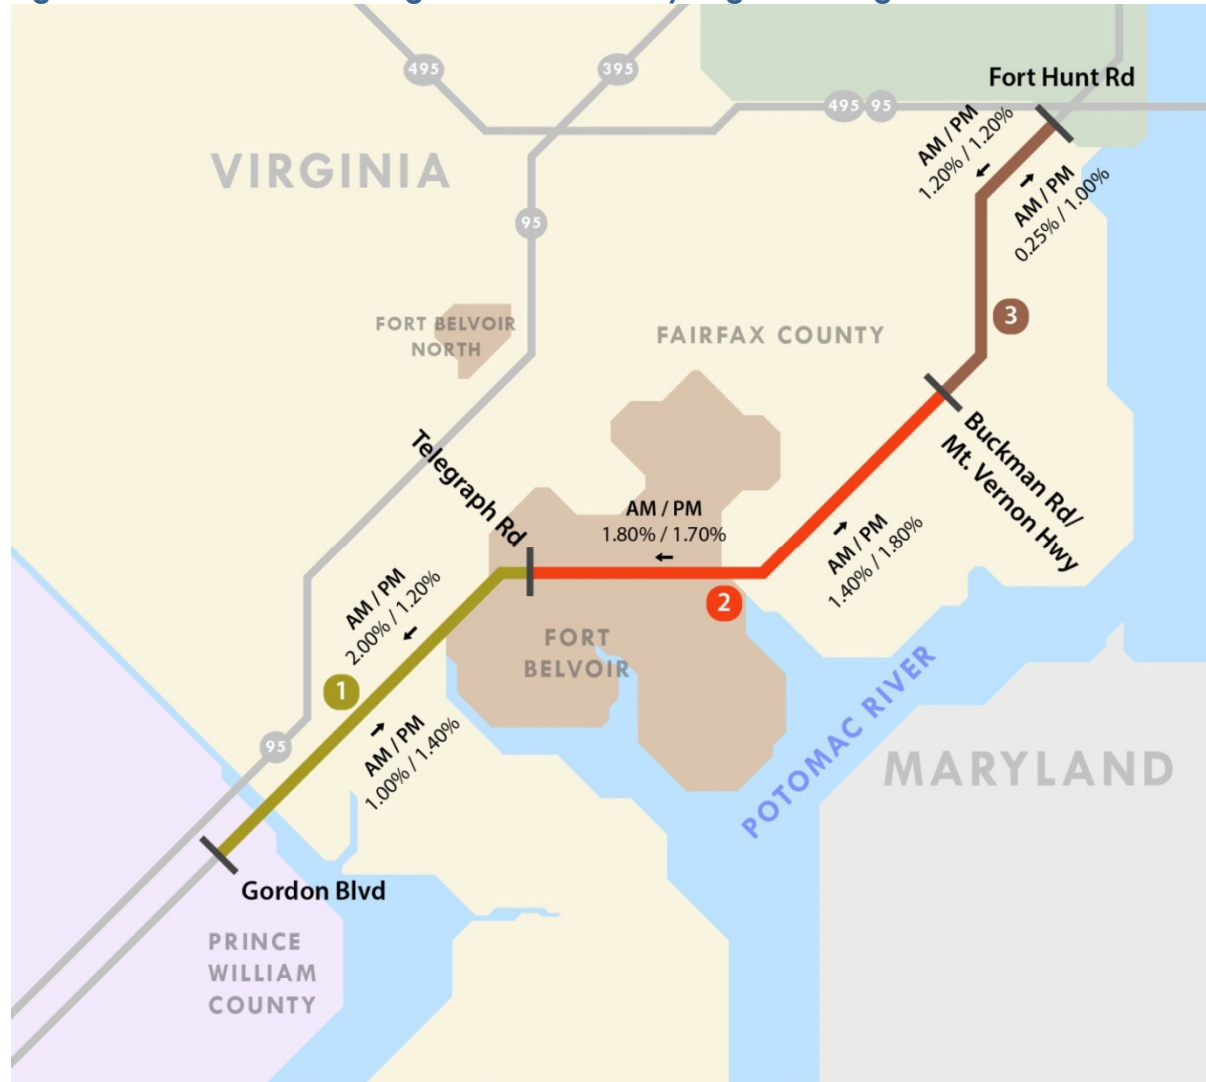 495
395
Fort Hunt Rd
495 95
AM / PM
1.20% / 1.20%
AM / PM
0.25% / 1.00%
VIRGINIA
95
FORT BELVOIR
NORTH
FAIRFAX COUNTY
3
Telegraph Rd
Buckman Rd/
Mt. Vernon Hwy
AM / PM
1.80% / 1.70%
AM / PM
1.40% / 1.80%
2
AM / PM
2.00% / 1.20%
FORT
BELVOIR
1
AM / PM
1.00% / 1.40%
95
POTOMAC RIVER
MARYLAND
Gordon Blvd
PRINCE
WILLIAM
COUNTY